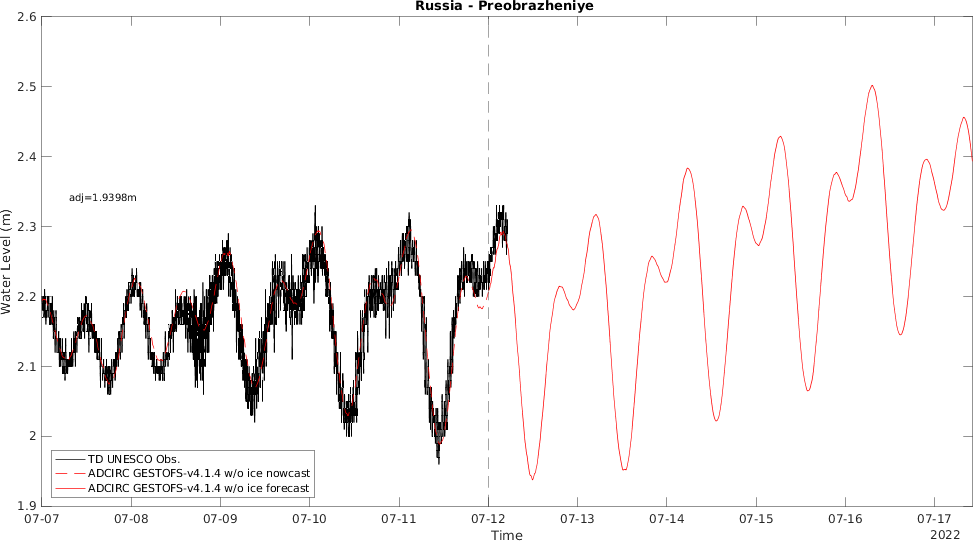 Russia - Preobrazheniye
2.6
2.5
2.4
2.3
2.2
2.1
2
1.9
Water Level (m)
adj=1.9398m
TD UNESCO Obs.
ADCIRC GESTOFS-v4.1.4 w/o ice nowcast
ADCIRC GESTOFS-v4.1.4 w/o ice forecast
07-07 07-08 07-09 07-10 07-11 07-12 07-13 07-14 07-15 07-16 07-17
Time
2022